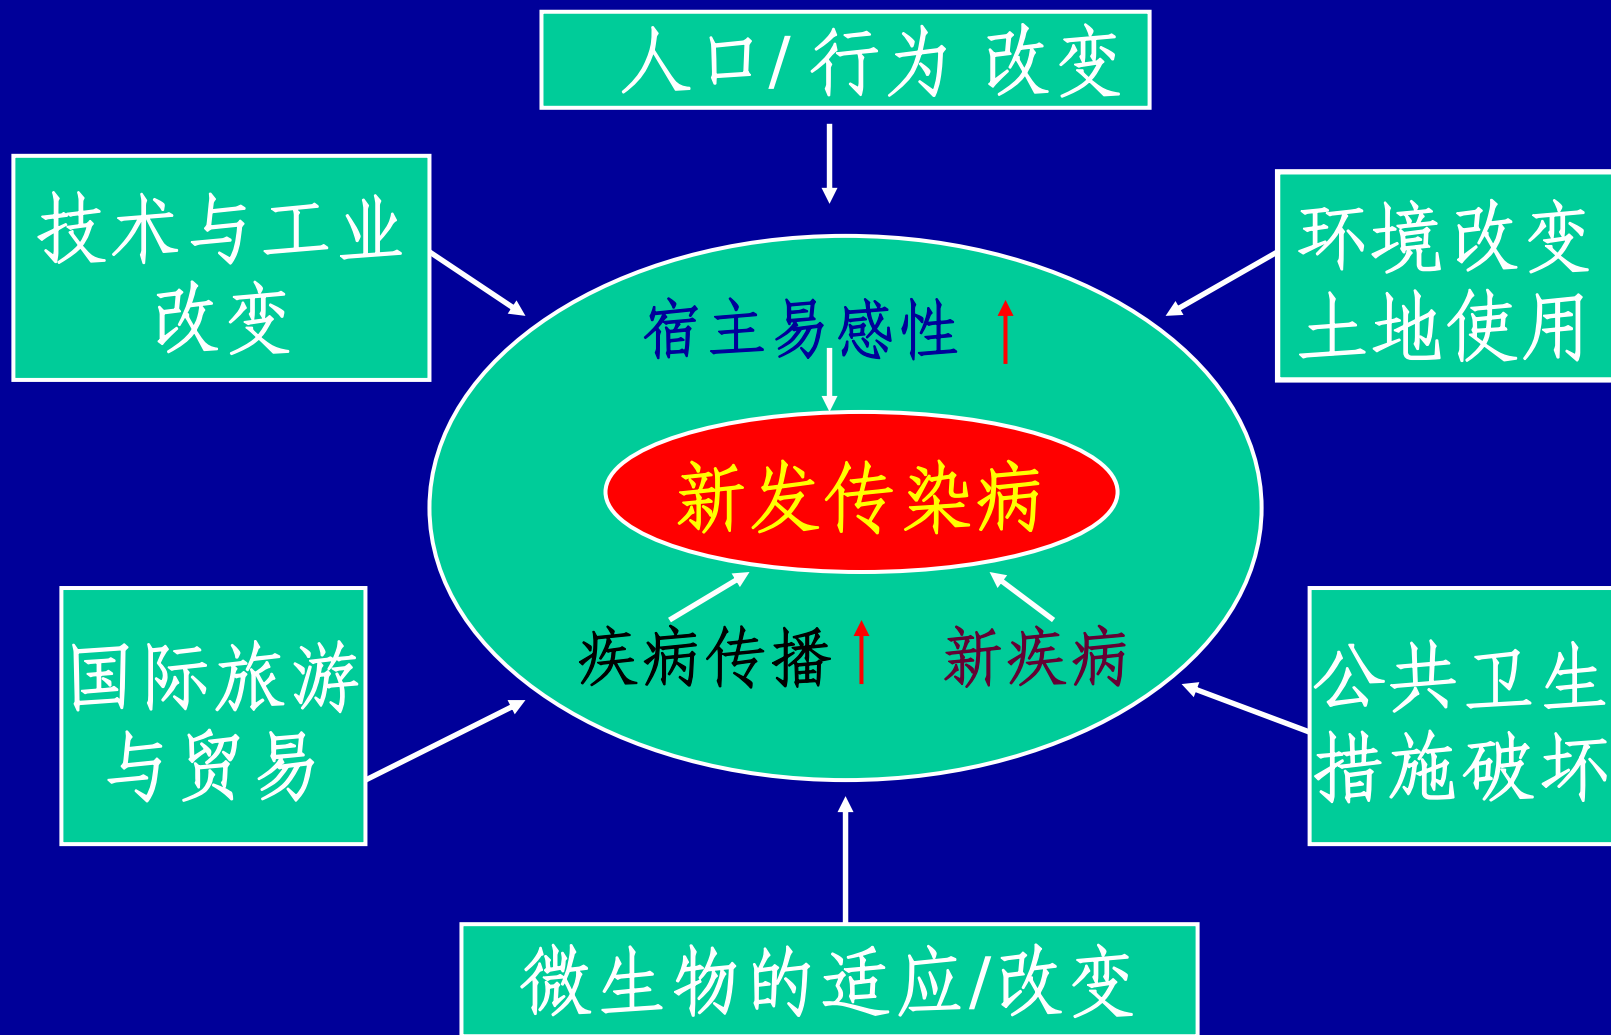 人口/行为 改变
技术与工业
改变
环境改变
土地使用
宿主易感性
新发传染病
疾病传播
新疾病
国际旅游
与贸易
公共卫生
措施破坏
微生物的适应/改变